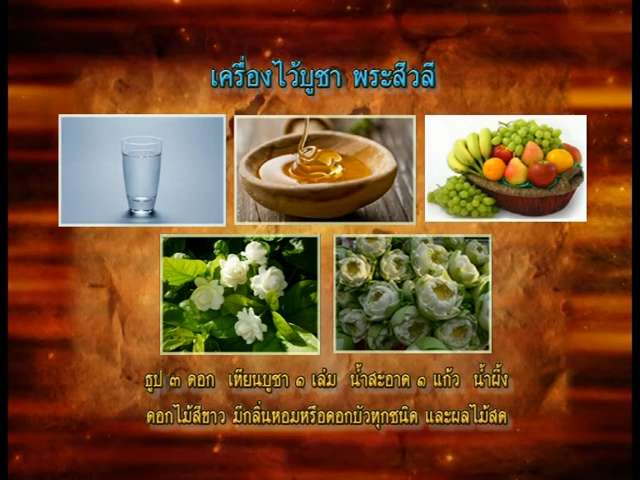 เครื่องไว้บูชา พระสีวลี
ธูป ๓ ดอก เทียนบูชา ๑ เล่ม น้ำสะอาด ๑ แก้ว น้ำผึ้ง
ดอกไม้สีขาว มีกลิ่นหอมหรือดอกบัวทุกชนิด และผลไม้สด